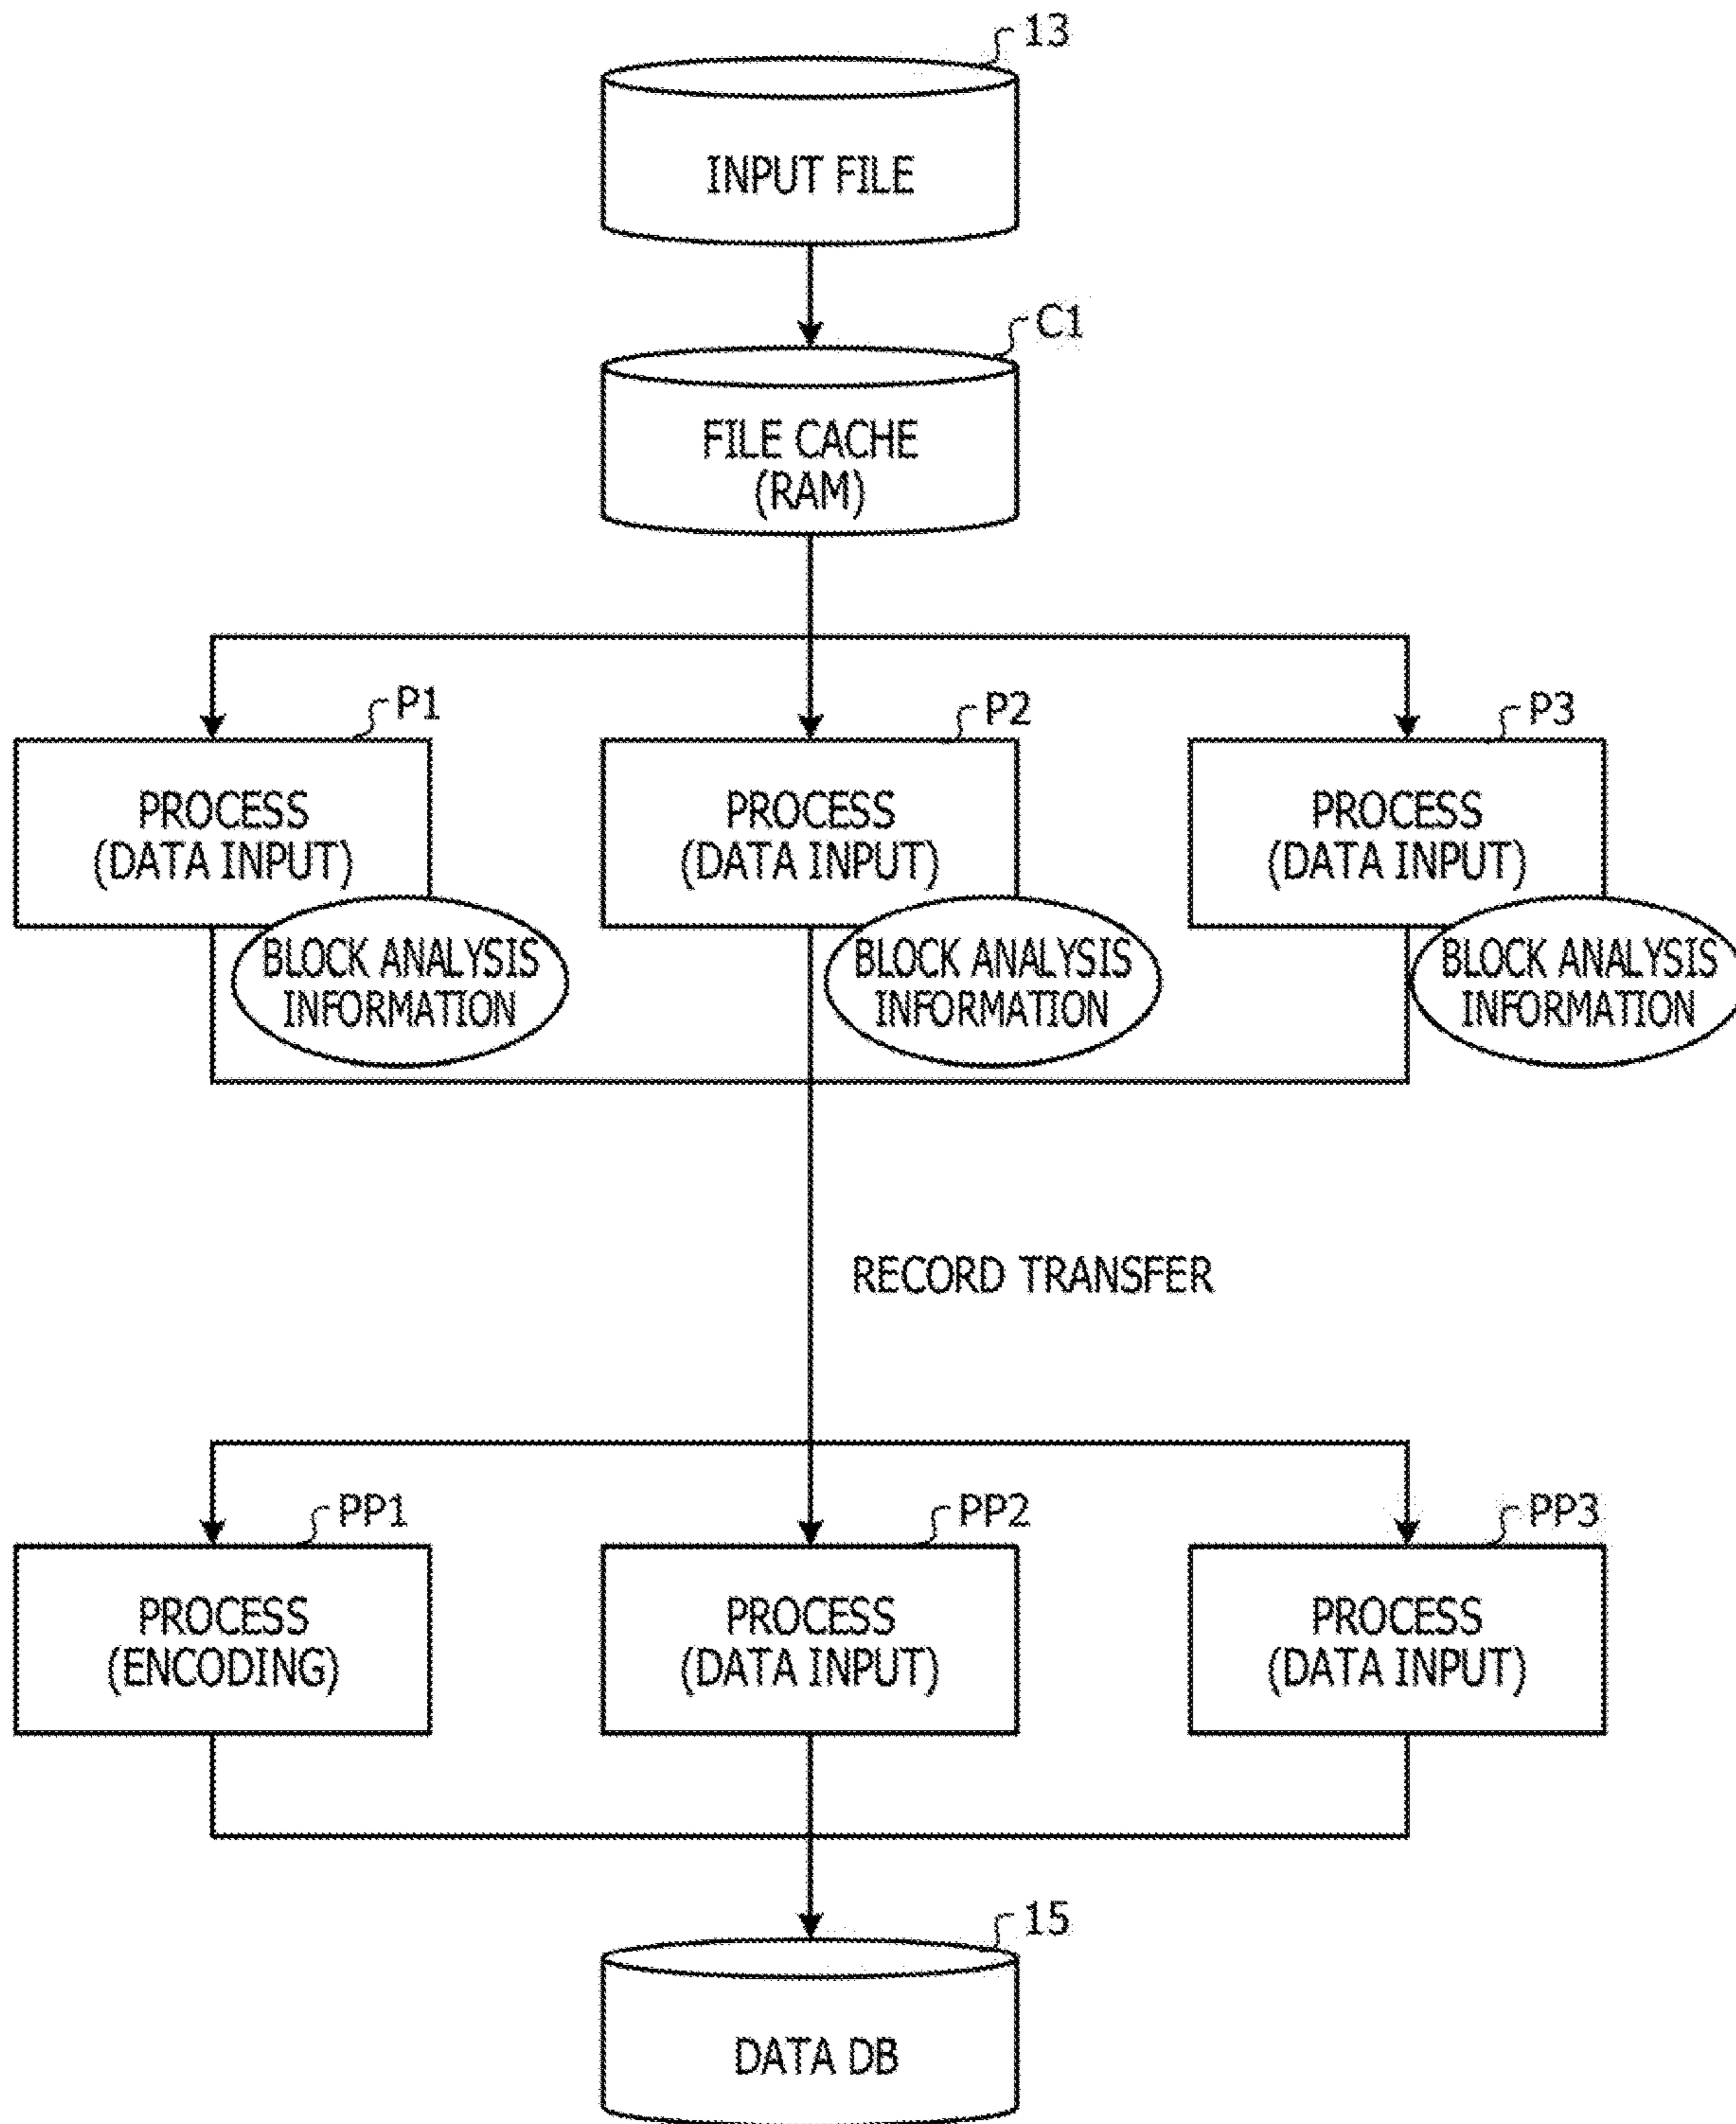 13
INPUT FILE
C1
FILE CACHE
(RAM)
P1
P2
P3
PROCESS
(DATA INPUT)
PROCESS
(DATA INPUT)
PROCESS
(DATA INPUT)
BLOCK ANALYSIS
INFORMATION
BLOCK ANALYSIS
INFORMATION
BLOCK ANALYSIS
INFORMATION
RECORD TRANSFER
PP1
PP2
PP3
PROCESS
(ENCODING)
PROCESS
(DATA INPUT)
PROCESS
(DATA INPUT)
15
DATA DB